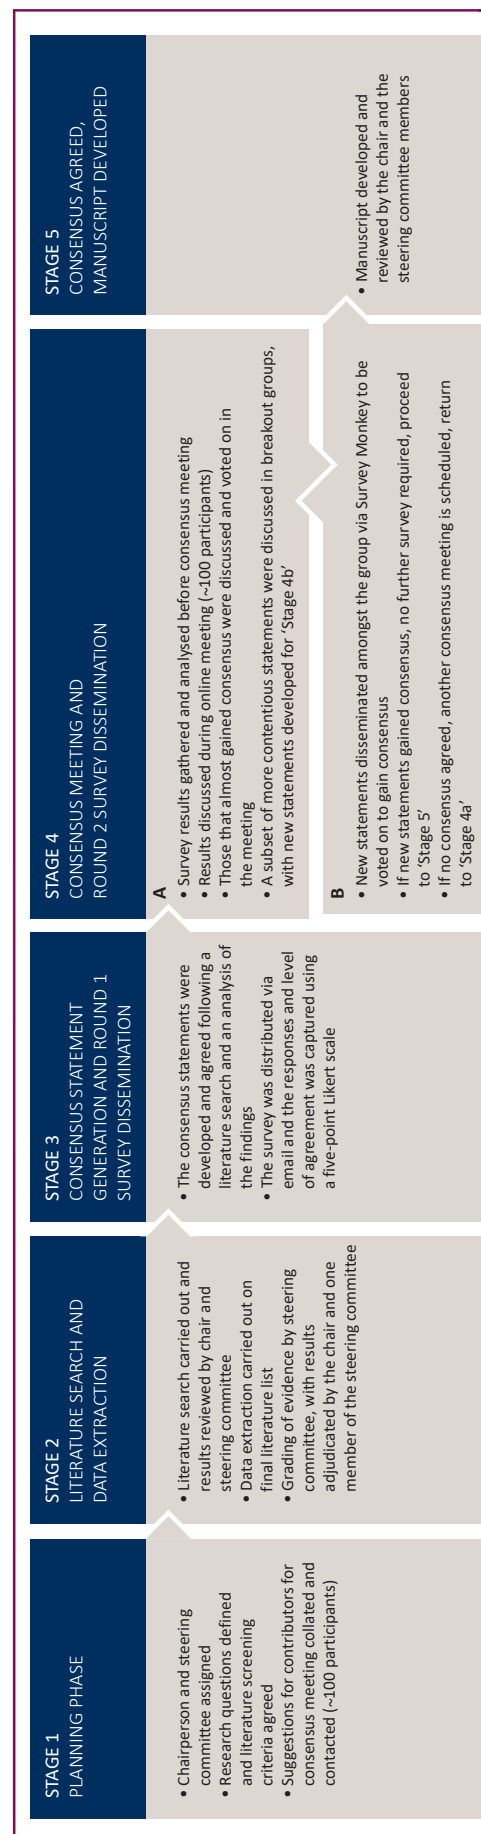 STAGE 1
PLANNING PHASE
• Chairperson and steering
committee assigned
• Research questions defined
and literature screening
criteria agreed
• Suggestions for contributors for
consensus meeting collated and
contacted (~100 participants)
STAGE 2
LITERATURE SEARCH AND
DATA EXTRACTION
• Literature search carried out and
results reviewed by chair and
steering committee
• Data extraction carried out on
final literature list
• Grading of evidence by steering
committee, with results
adjudicated by the chair and one
member of the steering committee
STAGE 3
CONSENSUS STATEMENT
GENERATION AND ROUND 1
SURVEY DISSEMINATION
• The consensus statements were
developed and agreed following a
literature search and an analysis of
the findings
• The survey was distributed via
email and the responses and level
of agreement was captured using
a five-point Likert scale
STAGE 4
CONSENSUS MEETING AND
ROUND 2 SURVEY DISSEMINATION
A
• Survey results gathered and analysed before consensus meeting
• Results discussed during online meeting (~100 participants)
• Those that almost gained consensus were discussed and voted on in
the meeting
• A subset of more contentious statements were discussed in breakout groups,
with new statements developed for ‘Stage 4b’
B
• New statements disseminated amongst the group via Survey Monkey to be
voted on to gain consensus
• If new statements gained consensus, no further survey required, proceed
to ‘Stage 5’
• If no consensus agreed, another consensus meeting is scheduled, return
to ‘Stage 4a’
STAGE 5
CONSENSUS AGREED,
MANUSCRIPT DEVELOPED
• Manuscript developed and
reviewed by the chair and the
steering committee members